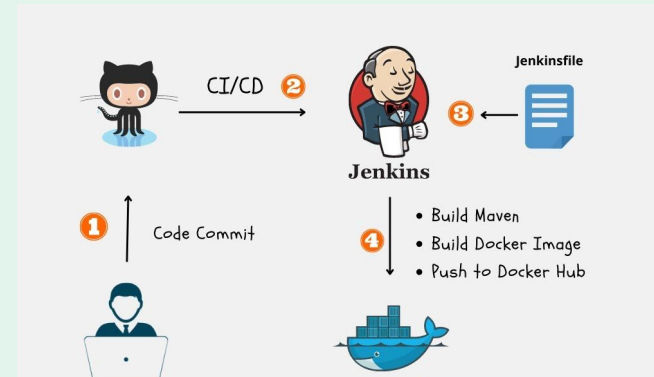 CI/CD 2
Jenkinsfile
3
Jenkins
1
Code Commit
4
• Build Maven
• Build Docker Image
• Push to Docker Hub